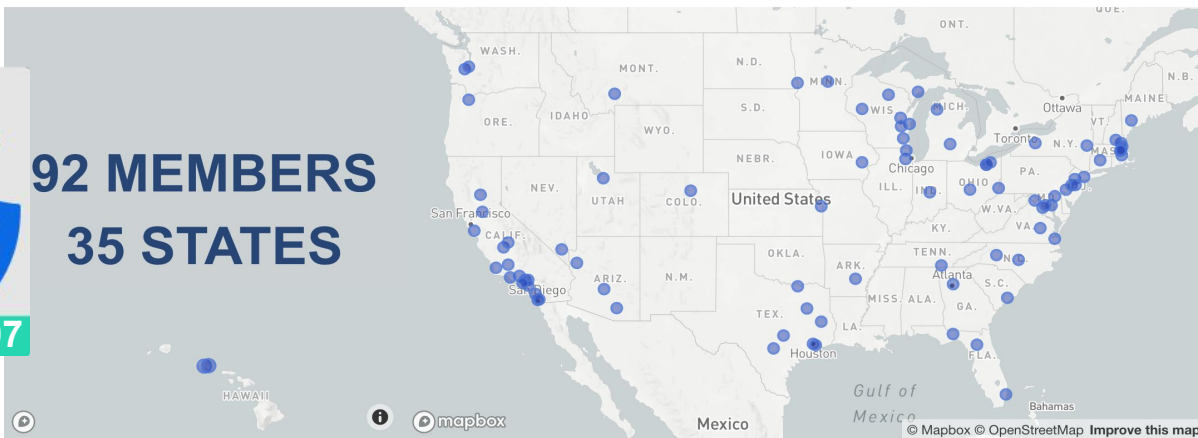 92 MEMBERS
35 STATES
7
HAWAII
mapbox
WASH.
MONT.
N.D.
MINN.
ONT.
QUE.
N.B.
MAINE
Ottawa
VT.
ORE.
IDAHO
S.D.
WIS.
MICH.
Toronto
N.Y.
MASS.
WYO.
IOWA
Chicago
NEBR.
PA.
NEV.
UTAH
COLO.
United States
ILL.
IND.
OHIO
W.VA.
San Francisco
CALIF.
KY.
VA.
OKLA.
ARK.
TENN.
N.C.
ARIZ.
N.M.
Atlanta
S.C.
San Diego
MISS.
ALA.
GA.
TEX.
LA.
Houston
FLA.
Gulf of
Mexico
Bahamas
Mexico
© Mapbox © OpenStreetMap Improve this map